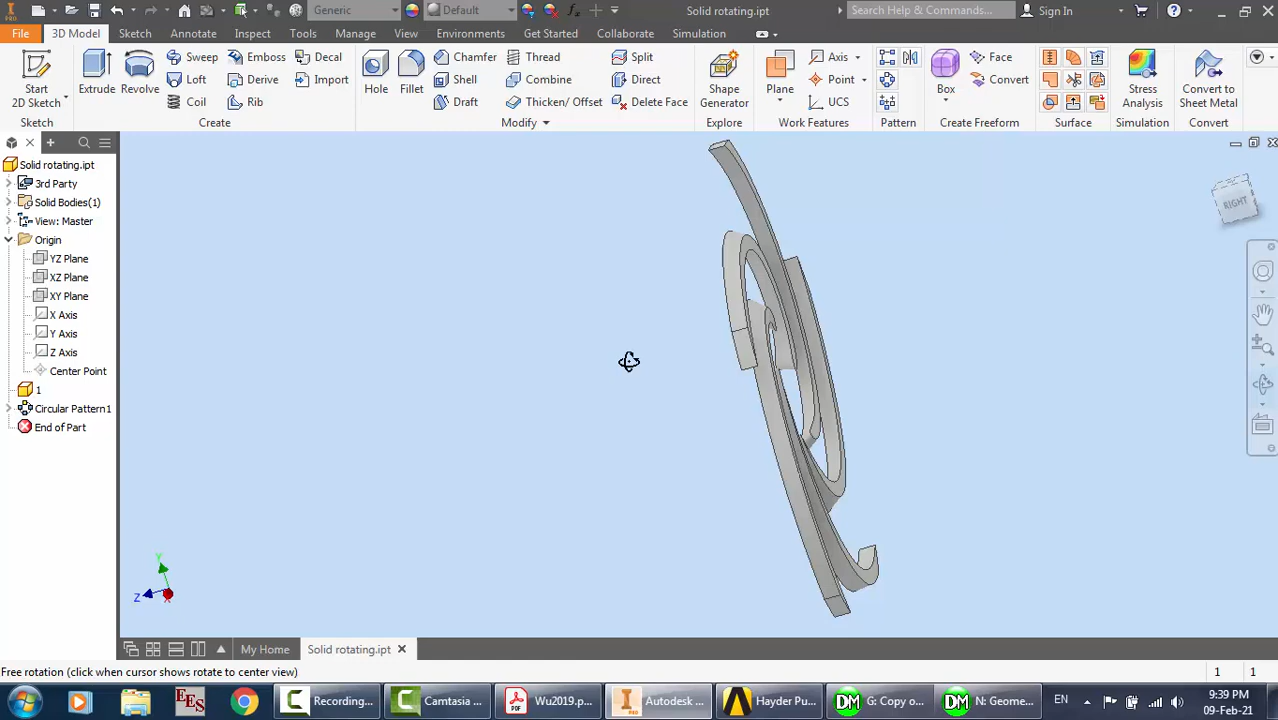 PRO Generic Default fx Solid rotating.ipt Search Help & Commands... Sign In ?
File 3D Model Sketch Annotate Inspect Tools Manage View Environments Get Started Collaborate Simulation
Start 2D Sketch Extrude Revolve Sweep Emboss Decal Hole Fillet Chamfer Thread Split Shape Generator Plane Axis Box Face Stress Analysis Convert to Sheet Metal
Loft Derive Import Shell Combine Direct Point Convert
Coil Rib Draft Thicken/ Offset Delete Face UCS
Sketch Create Modify Explore Work Features Pattern Create Freeform Surface Simulation Convert
Solid rotating.ipt
3rd Party
Solid Bodies(1)
View: Master
Origin
YZ Plane
XZ Plane
XY Plane
X Axis
Y Axis
Z Axis
Center Point
1
Circular Pattern1
End of Part
RIGHT
Y
Z
X
My Home Solid rotating.ipt
Free rotation (click when cursor shows rotate to center view) 1 1
EES Recording... Camtasia ... Wu2019.p... Autodesk ... Hayder Pu... DM G: Copy o... DM N: Geome... EN 9:39 PM
09-Feb-21